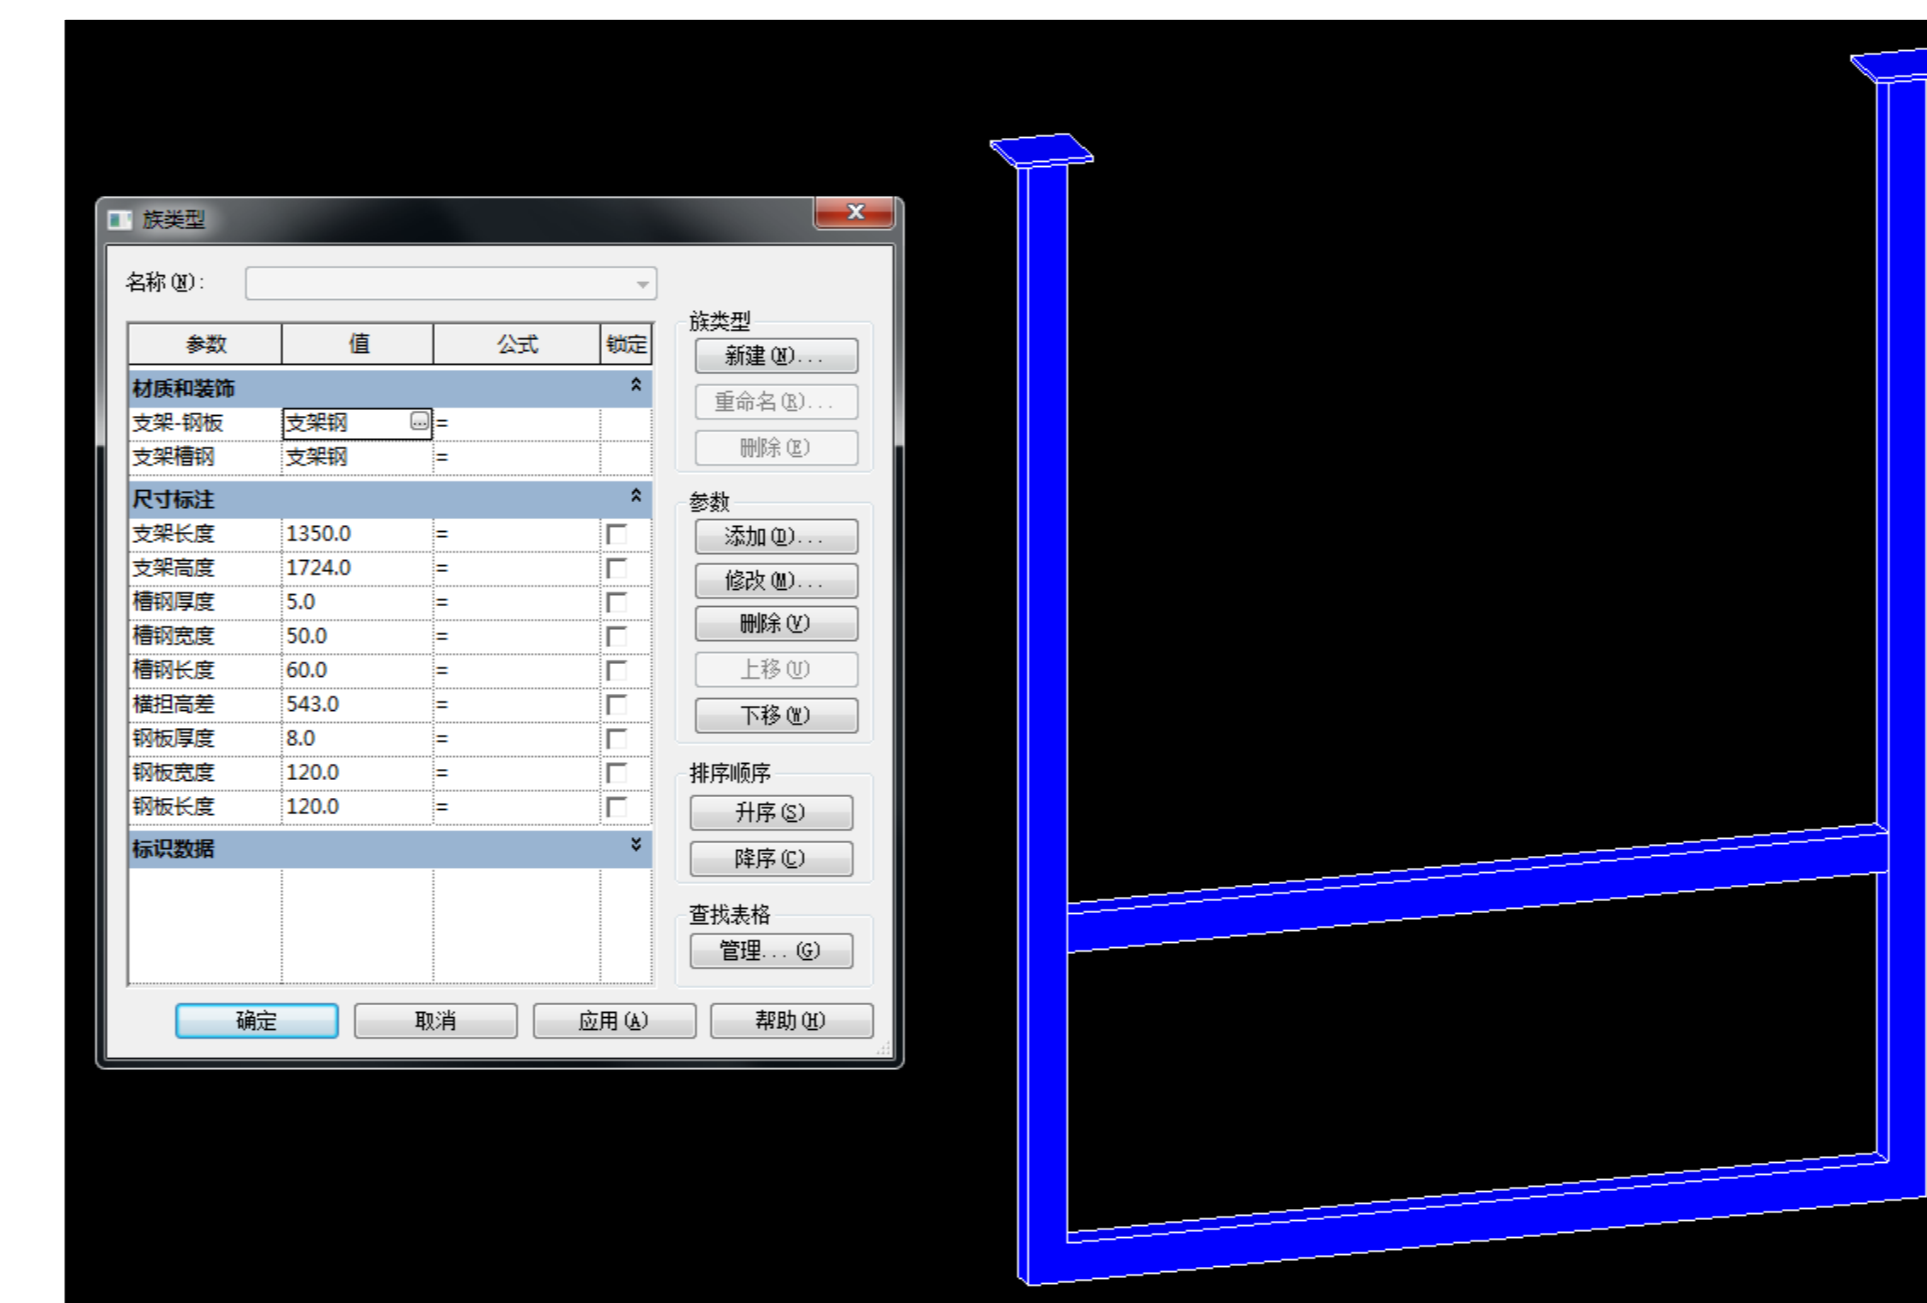 族类型
名称(N):
参数 值 公式 锁定
材质和装饰
支架-钢板 支架钢 ... =
支架槽钢 支架钢 =
尺寸标注
支架长度 1350.0 =
支架高度 1724.0 =
槽钢厚度 5.0 =
槽钢宽度 50.0 =
槽钢长度 60.0 =
横担高差 543.0 =
钢板厚度 8.0 =
钢板宽度 120.0 =
钢板长度 120.0 =
标识数据
族类型
新建(N)...
重命名(R)...
删除(E)
参数
添加(D)...
修改(M)...
删除(V)
上移(U)
下移(W)
排序顺序
升序(S)
降序(C)
查找表格
管理...(G)
确定 取消 应用(A) 帮助(H)